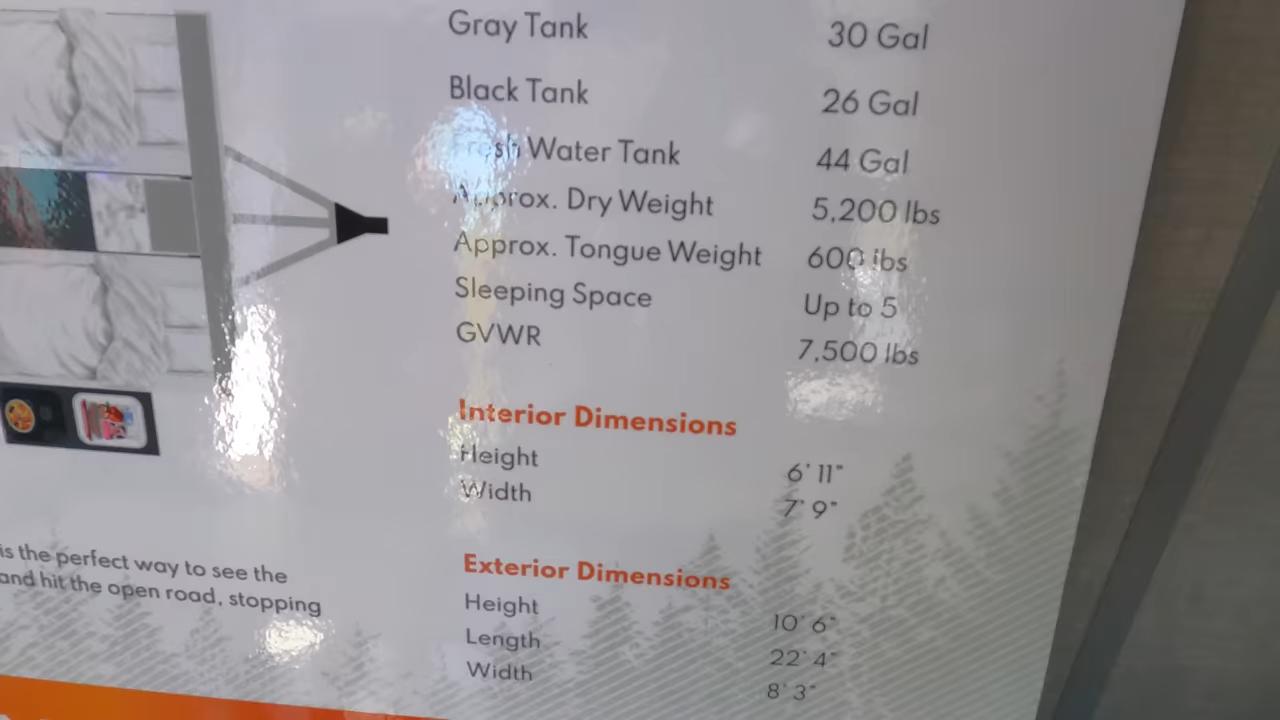 Gray Tank 30 Gal
Black Tank 26 Gal
Fresh Water Tank 44 Gal
Approx. Dry Weight 5,200 lbs
Approx. Tongue Weight 600 lbs
Sleeping Space Up to 5
GVWR 7,500 lbs
Interior Dimensions
Height 6' 11"
Width 7' 9"
Exterior Dimensions
Height 10' 6"
Length 22' 4"
Width 8' 3"
is the perfect way to see the
and hit the open road, stopping